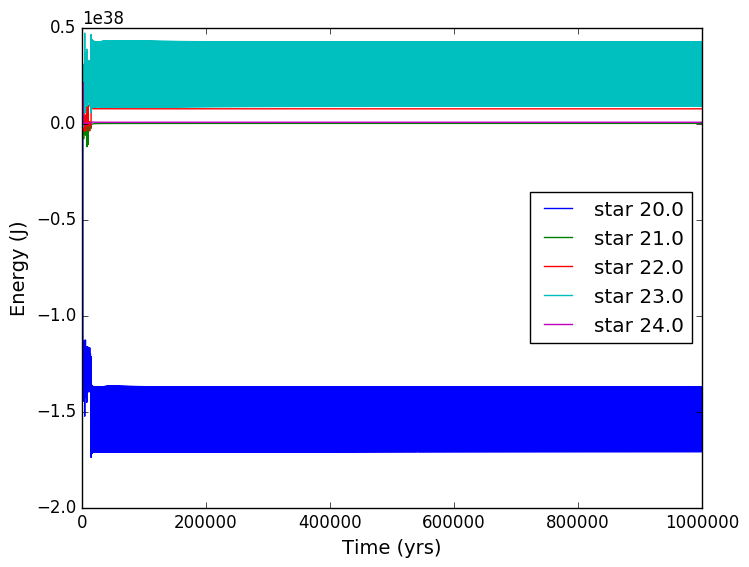 1e38
0.5
0.0
−0.5
−1.0
−1.5
−2.0
Energy (J)
star 20.0
star 21.0
star 22.0
star 23.0
star 24.0
0 200000 400000 600000 800000 1000000
Time (yrs)